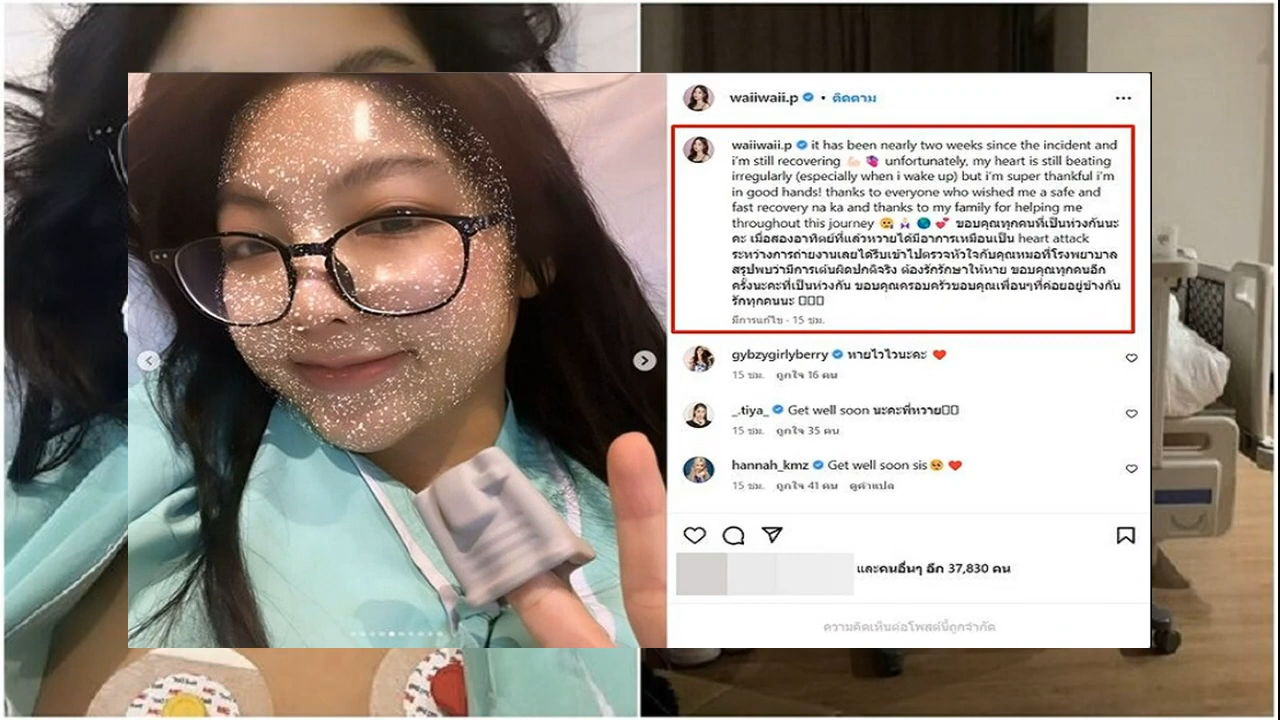 waiiwaii.p • ติดตาม
waiiwaii.p it has been nearly two weeks since the incident and
i'm still recovering 💪🏻 🫀 unfortunately, my heart is still beating
irregularly (especially when i wake up) but i'm super thankful i'm
in good hands! thanks to everyone who wished me a safe and
fast recovery na ka and thanks to my family for helping me
throughout this journey ขอบคุณทุกคนที่เป็นห่วงกันนะ
คะ เมื่อสองอาทิตย์ที่แล้วหวายได้มีอาการเหมือนเป็น heart attack
ระหว่างการถ่ายงานเลยได้รีบเข้าไปตรวจหัวใจกับคุณหมอที่โรงพยาบาล
สรุปพบว่ามีการเต้นผิดปกติจริง ต้องรักรักษาให้หาย ขอบคุณทุกคนอีก
ครั้งนะคะที่เป็นห่วงกัน ขอบคุณครอบครัวขอบคุณเพื่อนๆที่ค่อยอยู่ข้างกัน
รักทุกคนนะ
มีการแก้ไข · 15 ชม.
gybzygirlyberry หายไวไวนะคะ ❤️
15 ชม. ถูกใจ 16 คน
_.tiya_ Get well soon นะคะพี่หวาย
15 ชม. ถูกใจ 35 คน
hannah_kmz Get well soon sis🥺 ❤️
15 ชม. ถูกใจ 41 คน ดูคำแปล
และคนอื่นๆ อีก 37,830 คน
ความคิดเห็นต่อโพสต์นี้ถูกจำกัด